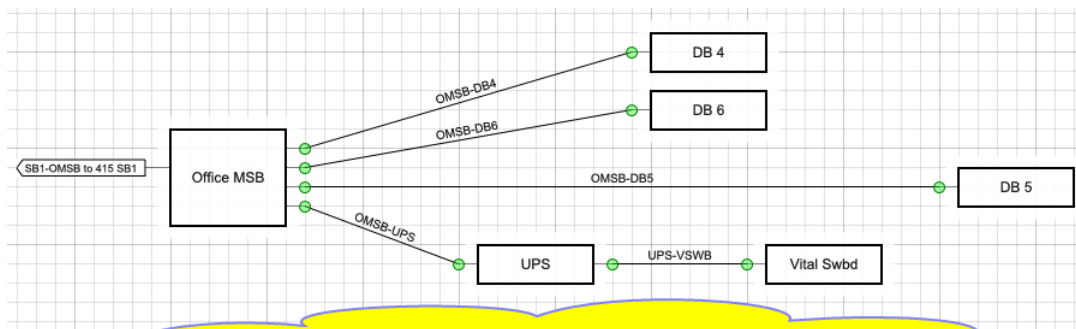 DB 4
OMSB-DB4
DB 6
OMSB-DB6
SB1-OMSB to 415 SB1
Office MSB
OMSB-DB5
DB 5
OMSB-UPS
UPS
UPS-VSWB
Vital Swbd